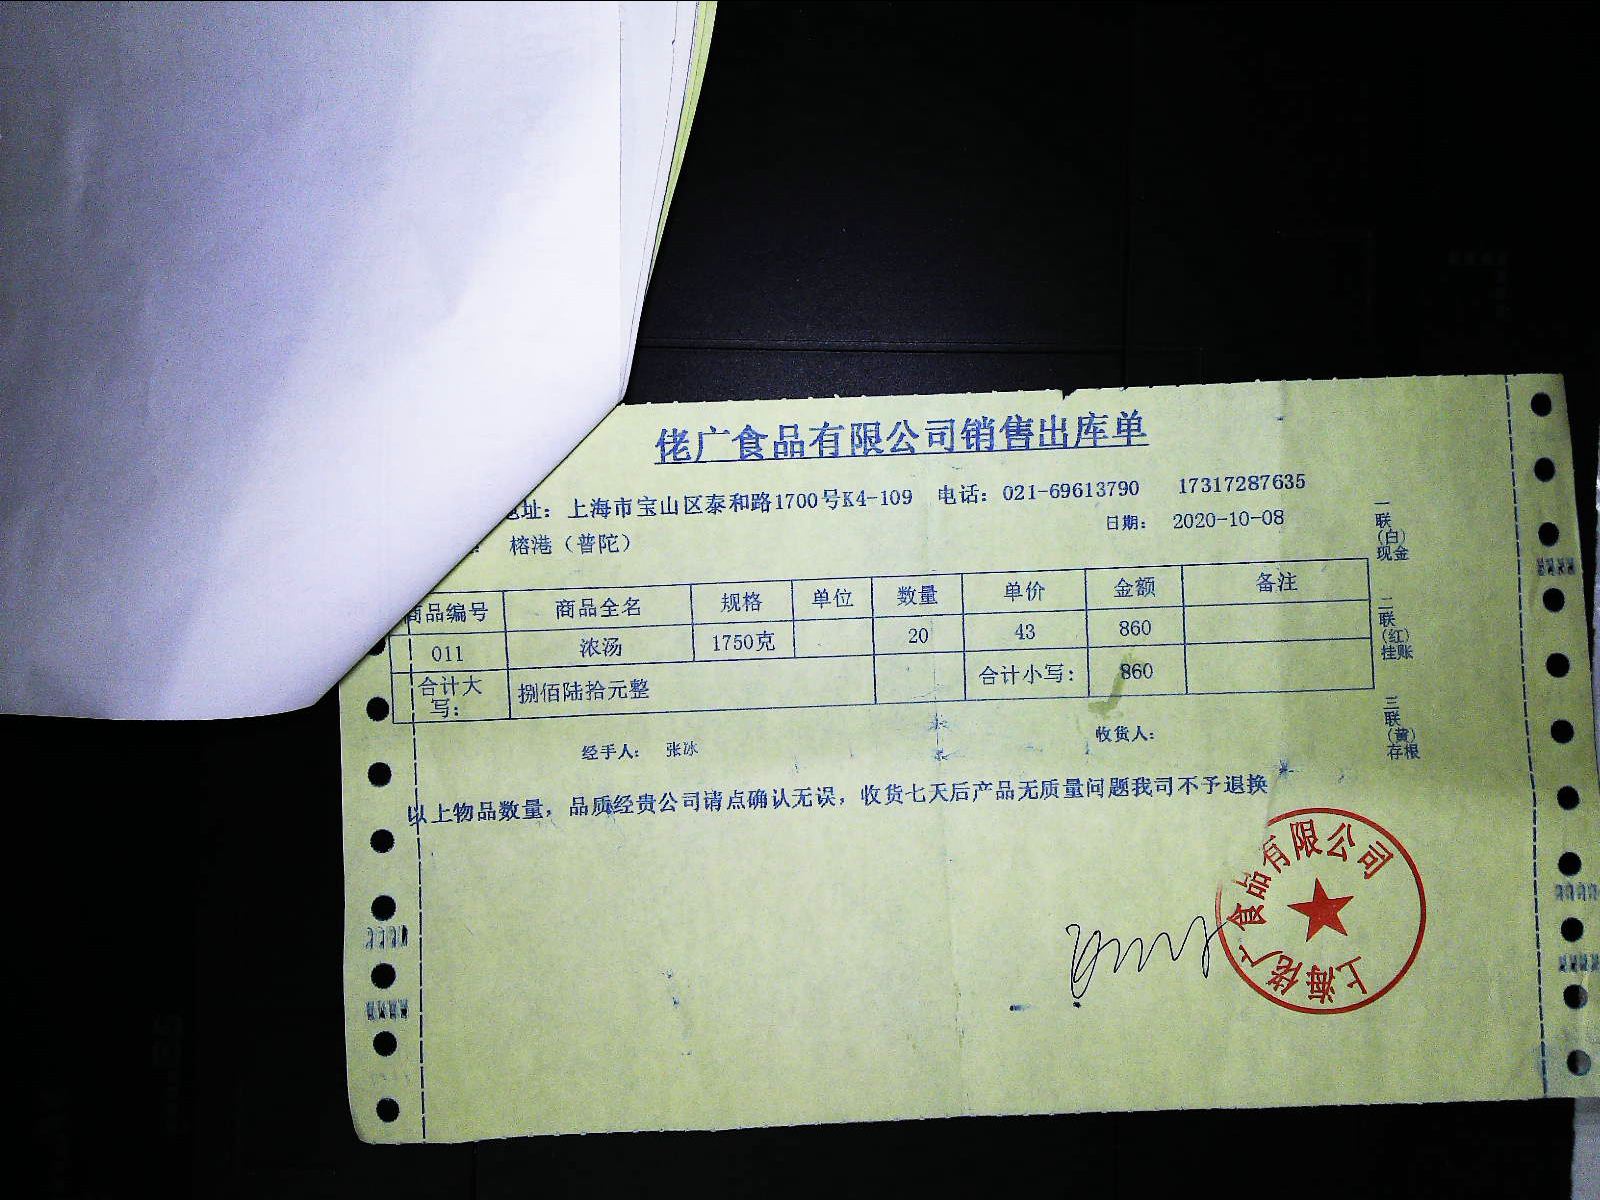 佬广食品有限公司销售出库单
地址：上海市宝山区泰和路1700号K4-109 电话：021-69613790 17317287635
日期： 2020-10-08
： 榕港（普陀）
商品编号 商品全名 规格 单位 数量 单价 金额 备注
011 浓汤 1750克 20 43 860
合计大写： 捌佰陆拾元整 合计小写： 860
经手人： 张冰 收货人：
以上物品数量，品质经贵公司请点确认无误，收货七天后产品无质量问题我司不予退换
一联（白）现金
二联（红）挂账
三联（黄）存根
上海佬广食品有限公司